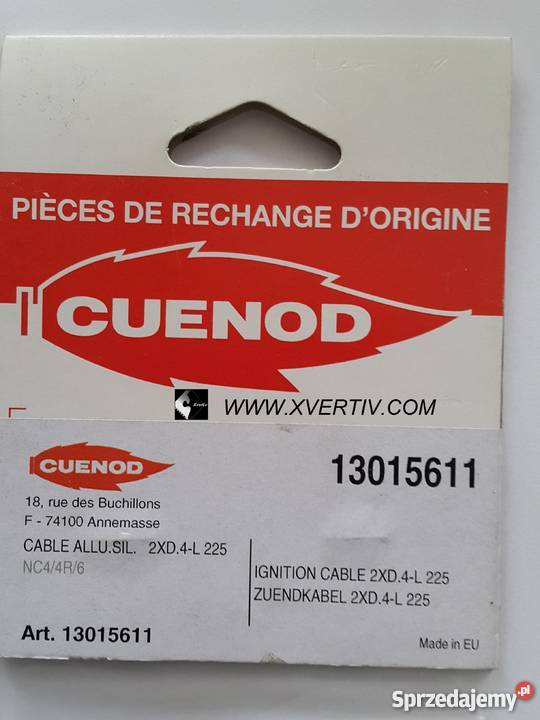 PIÈCES DE RECHANGE D'ORIGINE
CUENOD
WWW.XVERTIV.COM
CUENOD
13015611
18, rue des Buchillons
F - 74100 Annemasse
CABLE ALLU.SIL. 2XD.4-L 225
NC4/4R/6
IGNITION CABLE 2XD.4-L 225
ZUENDKABEL 2XD.4-L 225
Art. 13015611
Made in EU
Sprzedajemy.pl